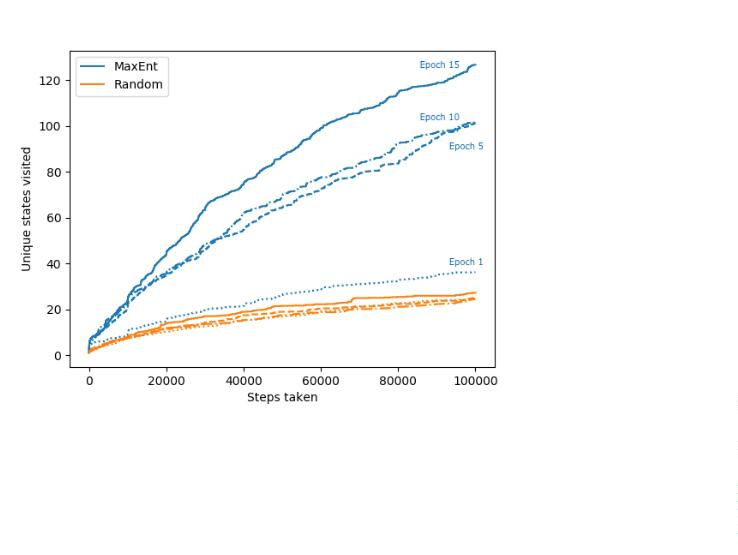 MaxEnt
Random
Epoch 15
Epoch 10
Epoch 5
Epoch 1
Unique states visited
120
100
80
60
40
20
0
0 20000 40000 60000 80000 100000
Steps taken